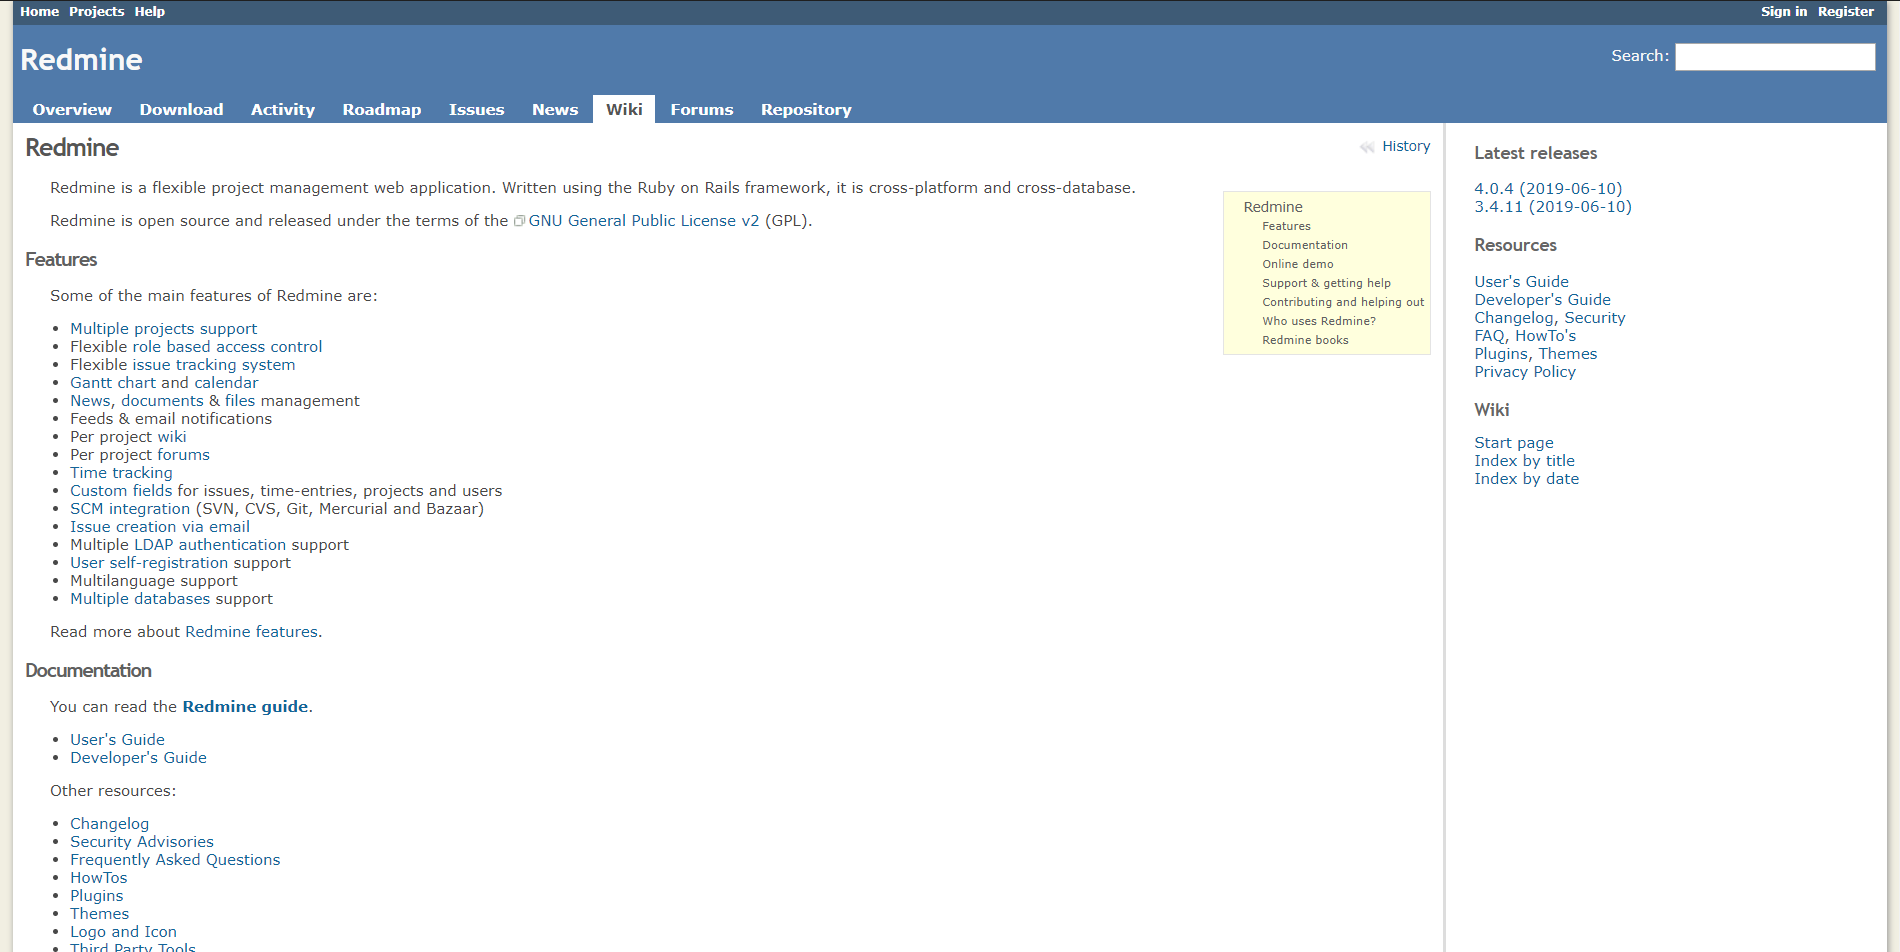 Home Projects Help
Sign in Register
Redmine
Search:
Overview Download Activity Roadmap Issues News Wiki Forums Repository
Redmine
History
Redmine is a flexible project management web application. Written using the Ruby on Rails framework, it is cross-platform and cross-database.
Redmine is open source and released under the terms of the GNU General Public License v2 (GPL).
Redmine
Features
Documentation
Online demo
Support & getting help
Contributing and helping out
Who uses Redmine?
Redmine books
Features
Some of the main features of Redmine are:
• Multiple projects support
• Flexible role based access control
• Flexible issue tracking system
• Gantt chart and calendar
• News, documents & files management
• Feeds & email notifications
• Per project wiki
• Per project forums
• Time tracking
• Custom fields for issues, time-entries, projects and users
• SCM integration (SVN, CVS, Git, Mercurial and Bazaar)
• Issue creation via email
• Multiple LDAP authentication support
• User self-registration support
• Multilanguage support
• Multiple databases support
Read more about Redmine features.
Documentation
You can read the Redmine guide.
• User's Guide
• Developer's Guide
Other resources:
• Changelog
• Security Advisories
• Frequently Asked Questions
• HowTos
• Plugins
• Themes
• Logo and Icon
• Third Party Tools
Latest releases
4.0.4 (2019-06-10)
3.4.11 (2019-06-10)
Resources
User's Guide
Developer's Guide
Changelog, Security
FAQ, HowTo's
Plugins, Themes
Privacy Policy
Wiki
Start page
Index by title
Index by date